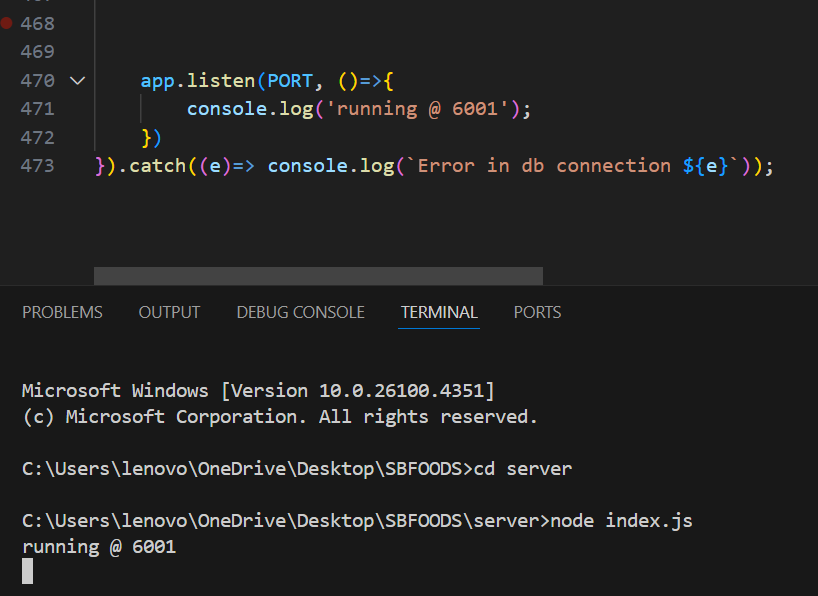 468
469
470 app.listen(PORT, ()=>{
471 console.log('running @ 6001');
472 })
473 }).catch((e)=> console.log(`Error in db connection ${e}`));
PROBLEMS OUTPUT DEBUG CONSOLE TERMINAL PORTS
Microsoft Windows [Version 10.0.26100.4351]
(c) Microsoft Corporation. All rights reserved.
C:\Users\lenovo\OneDrive\Desktop\SBFOODS>cd server
C:\Users\lenovo\OneDrive\Desktop\SBFOODS\server>node index.js
running @ 6001